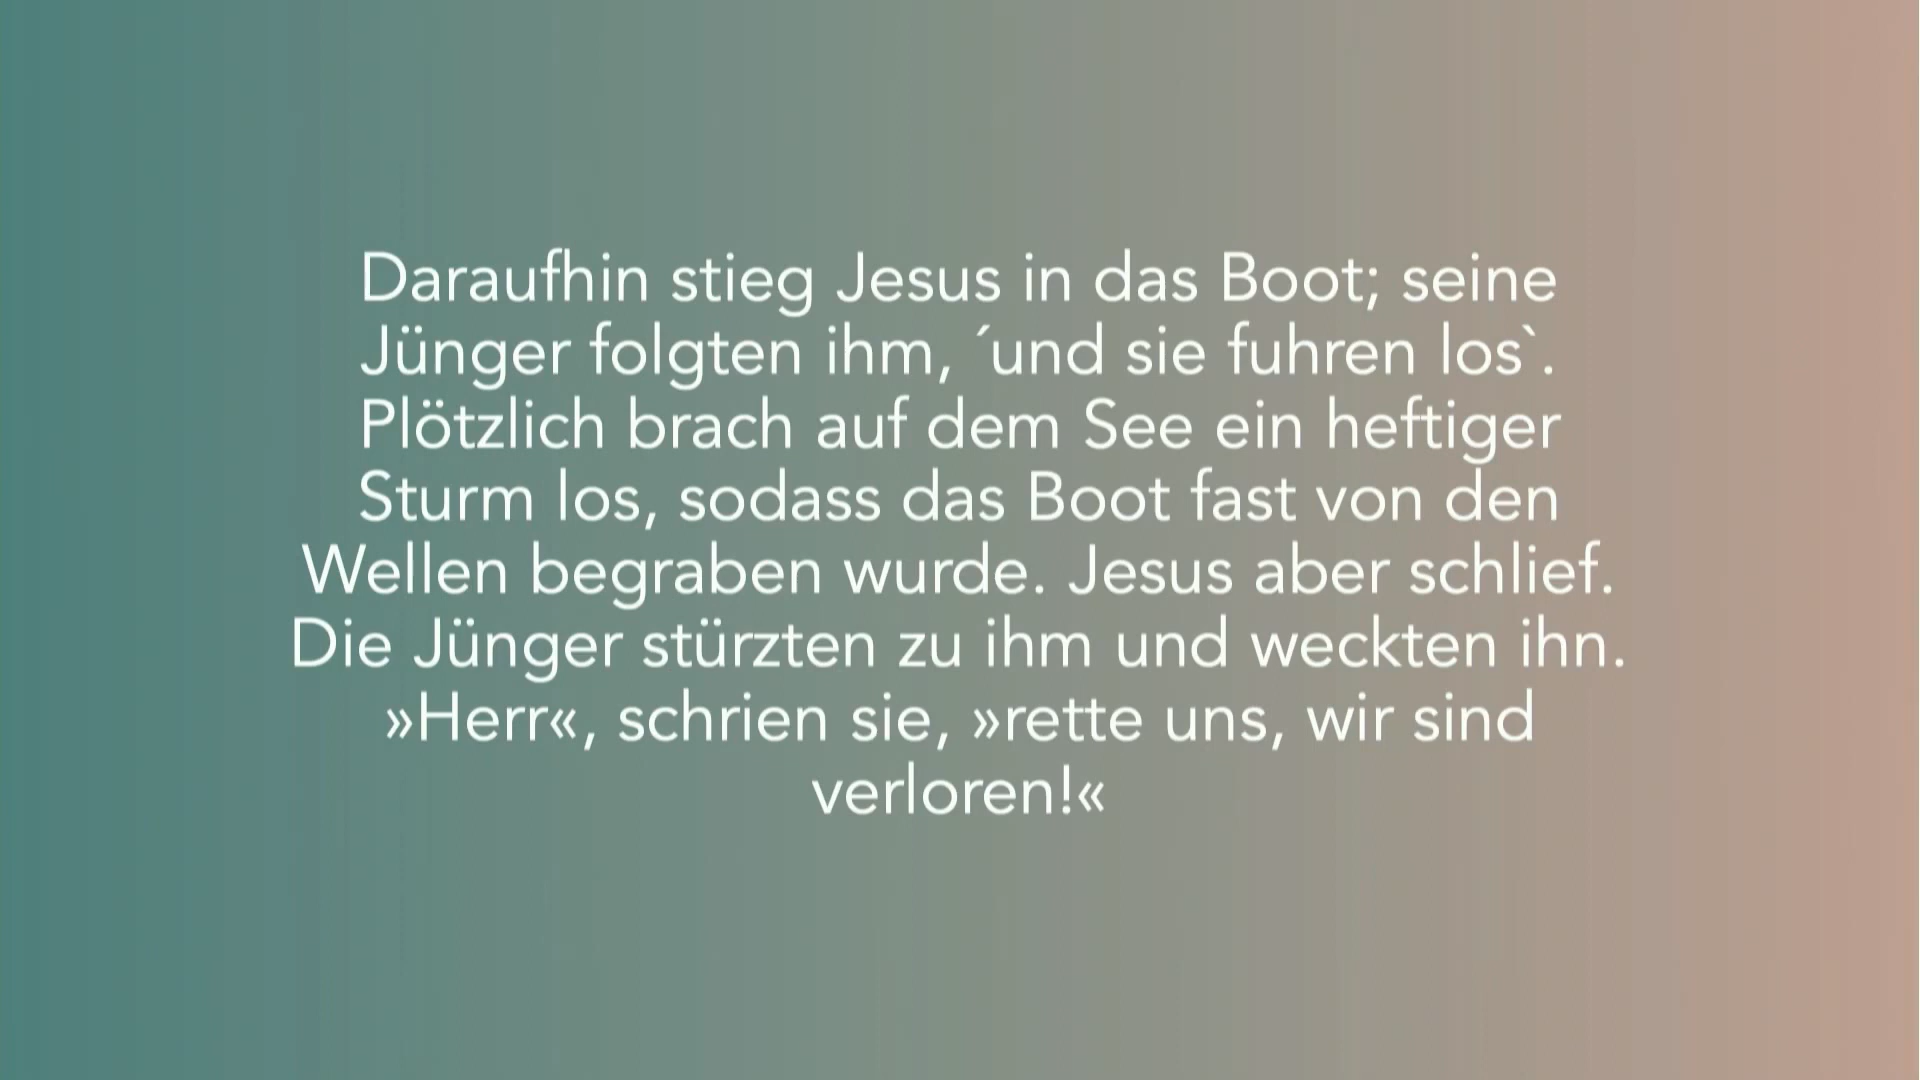 Daraufhin stieg Jesus in das Boot; seine
Jünger folgten ihm, ´und sie fuhren los`.
Plötzlich brach auf dem See ein heftiger
Sturm los, sodass das Boot fast von den
Wellen begraben wurde. Jesus aber schlief.
Die Jünger stürzten zu ihm und weckten ihn.
»Herr«, schrien sie, »rette uns, wir sind
verloren!«